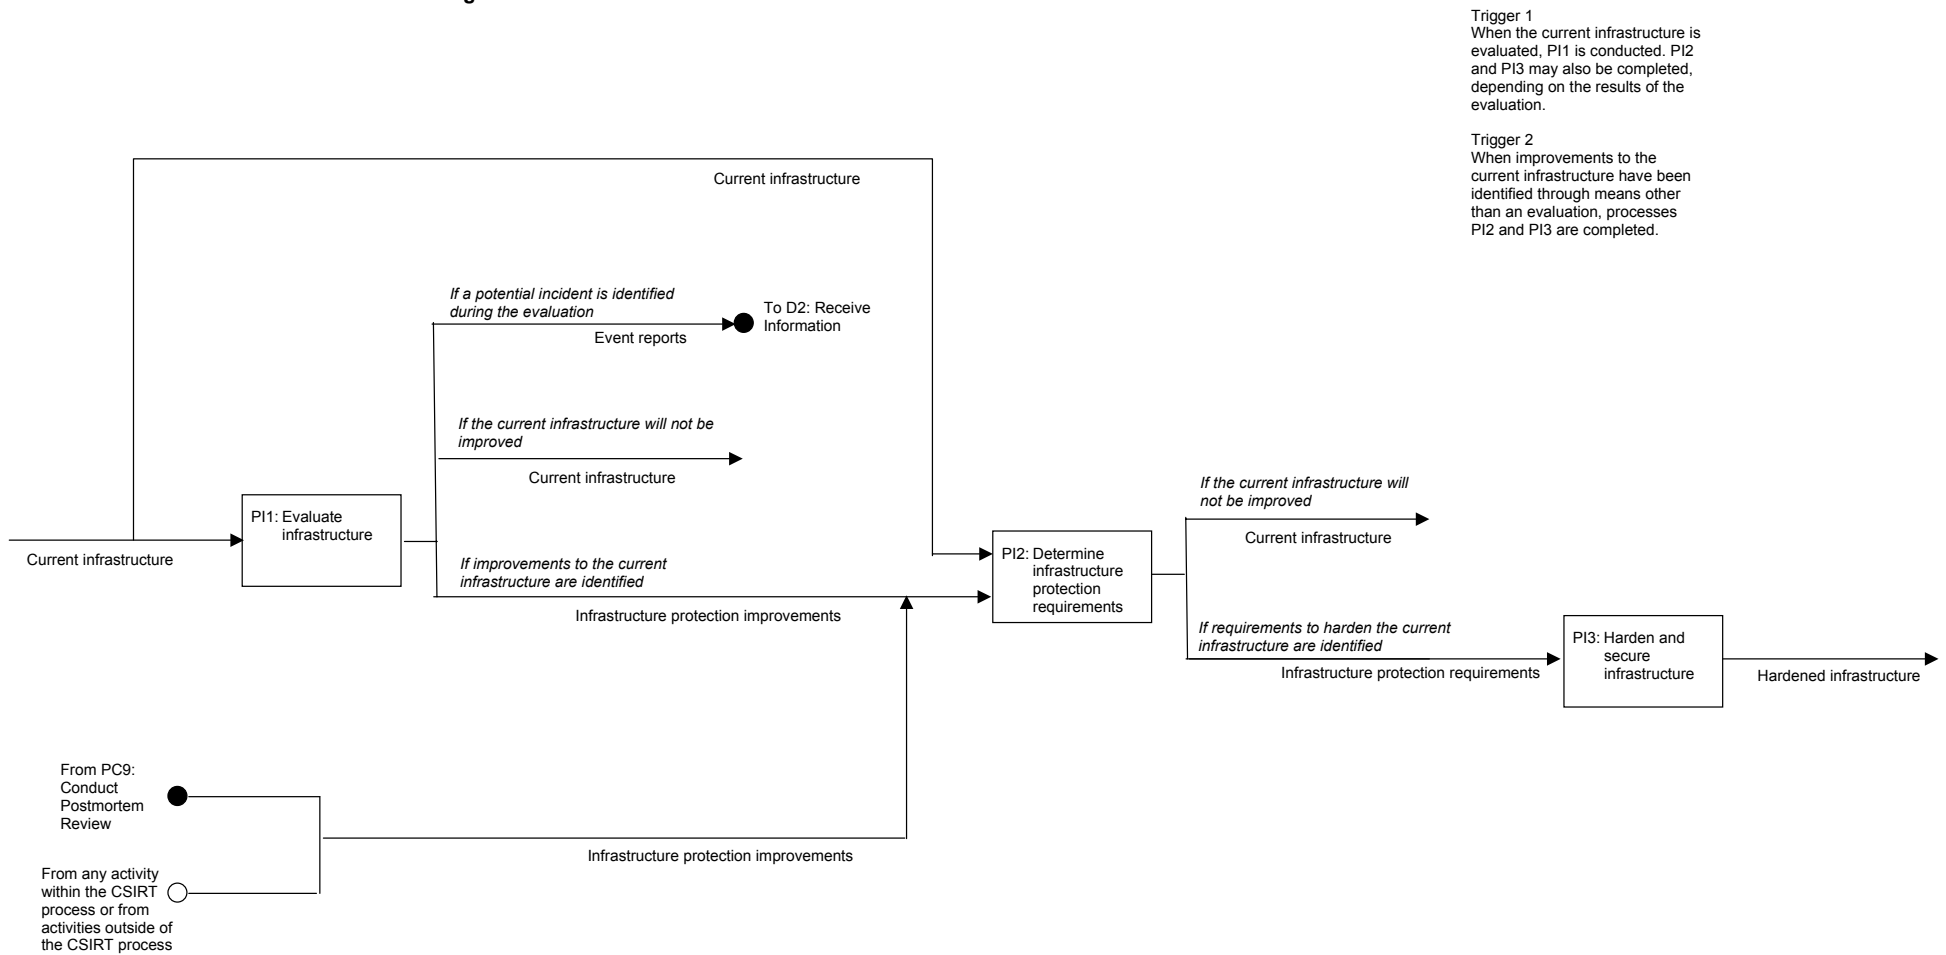 Trigger 1
When the current infrastructure is
evaluated, PI1 is conducted. PI2
and PI3 may also be completed,
depending on the results of the
evaluation.
Trigger 2
When improvements to the
current infrastructure have been
identified through means other
than an evaluation, processes
PI2 and PI3 are completed.
Current infrastructure
If a potential incident is identified
during the evaluation
Event reports
To D2: Receive
Information
If the current infrastructure will not be
improved
Current infrastructure
PI1: Evaluate
infrastructure
Current infrastructure
If improvements to the current
infrastructure are identified
Infrastructure protection improvements
PI2: Determine
infrastructure
protection
requirements
If the current infrastructure will
not be improved
Current infrastructure
If requirements to harden the current
infrastructure are identified
Infrastructure protection requirements
PI3: Harden and
secure
infrastructure
Hardened infrastructure
From PC9:
Conduct
Postmortem
Review
Infrastructure protection improvements
From any activity
within the CSIRT
process or from
activities outside of
the CSIRT process